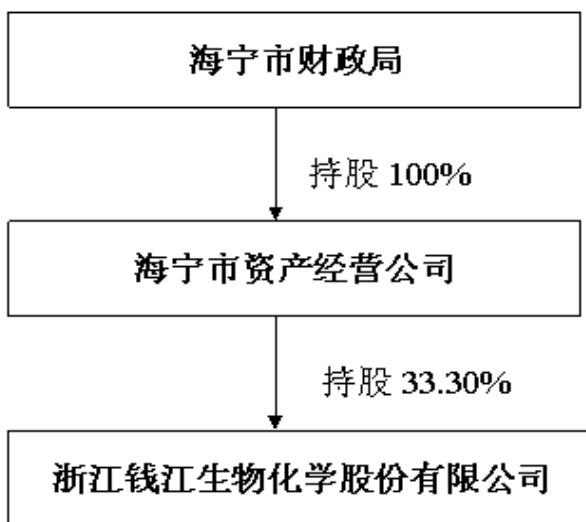 海宁市财政局
持股 100%
海宁市资产经营公司
持股 33.30%
浙江钱江生物化学股份有限公司